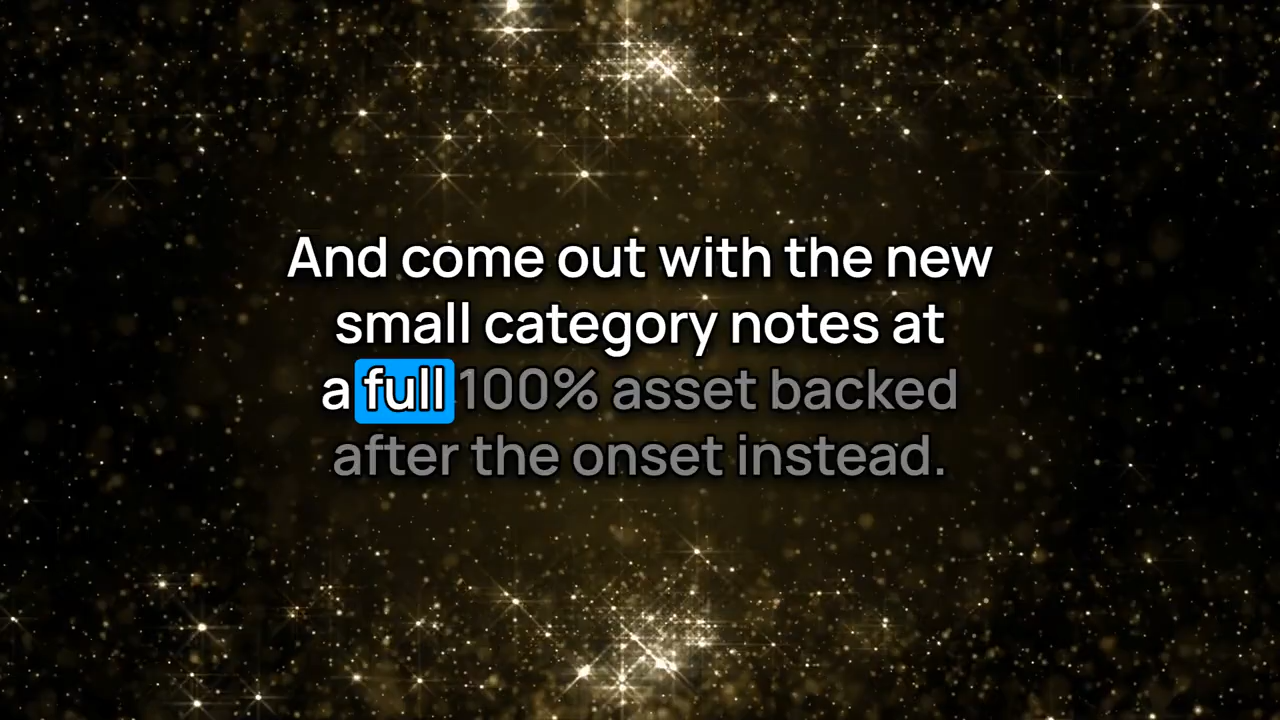 And come out with the new
small category notes at
a full 100% asset backed
after the onset instead.